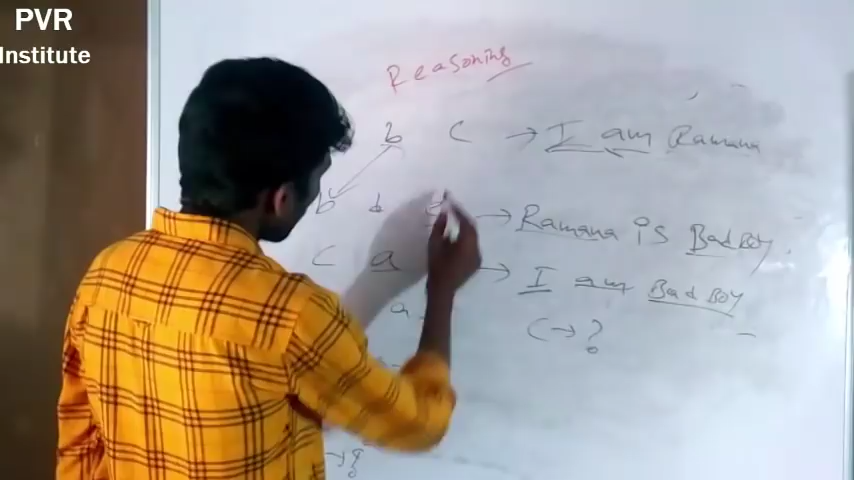 PVR
Institute
Reasoning
b c → I am Ramana
b d e → Ramana is Bad Boy.
c a → I am Bad Boy
a
c → ?
→ ?